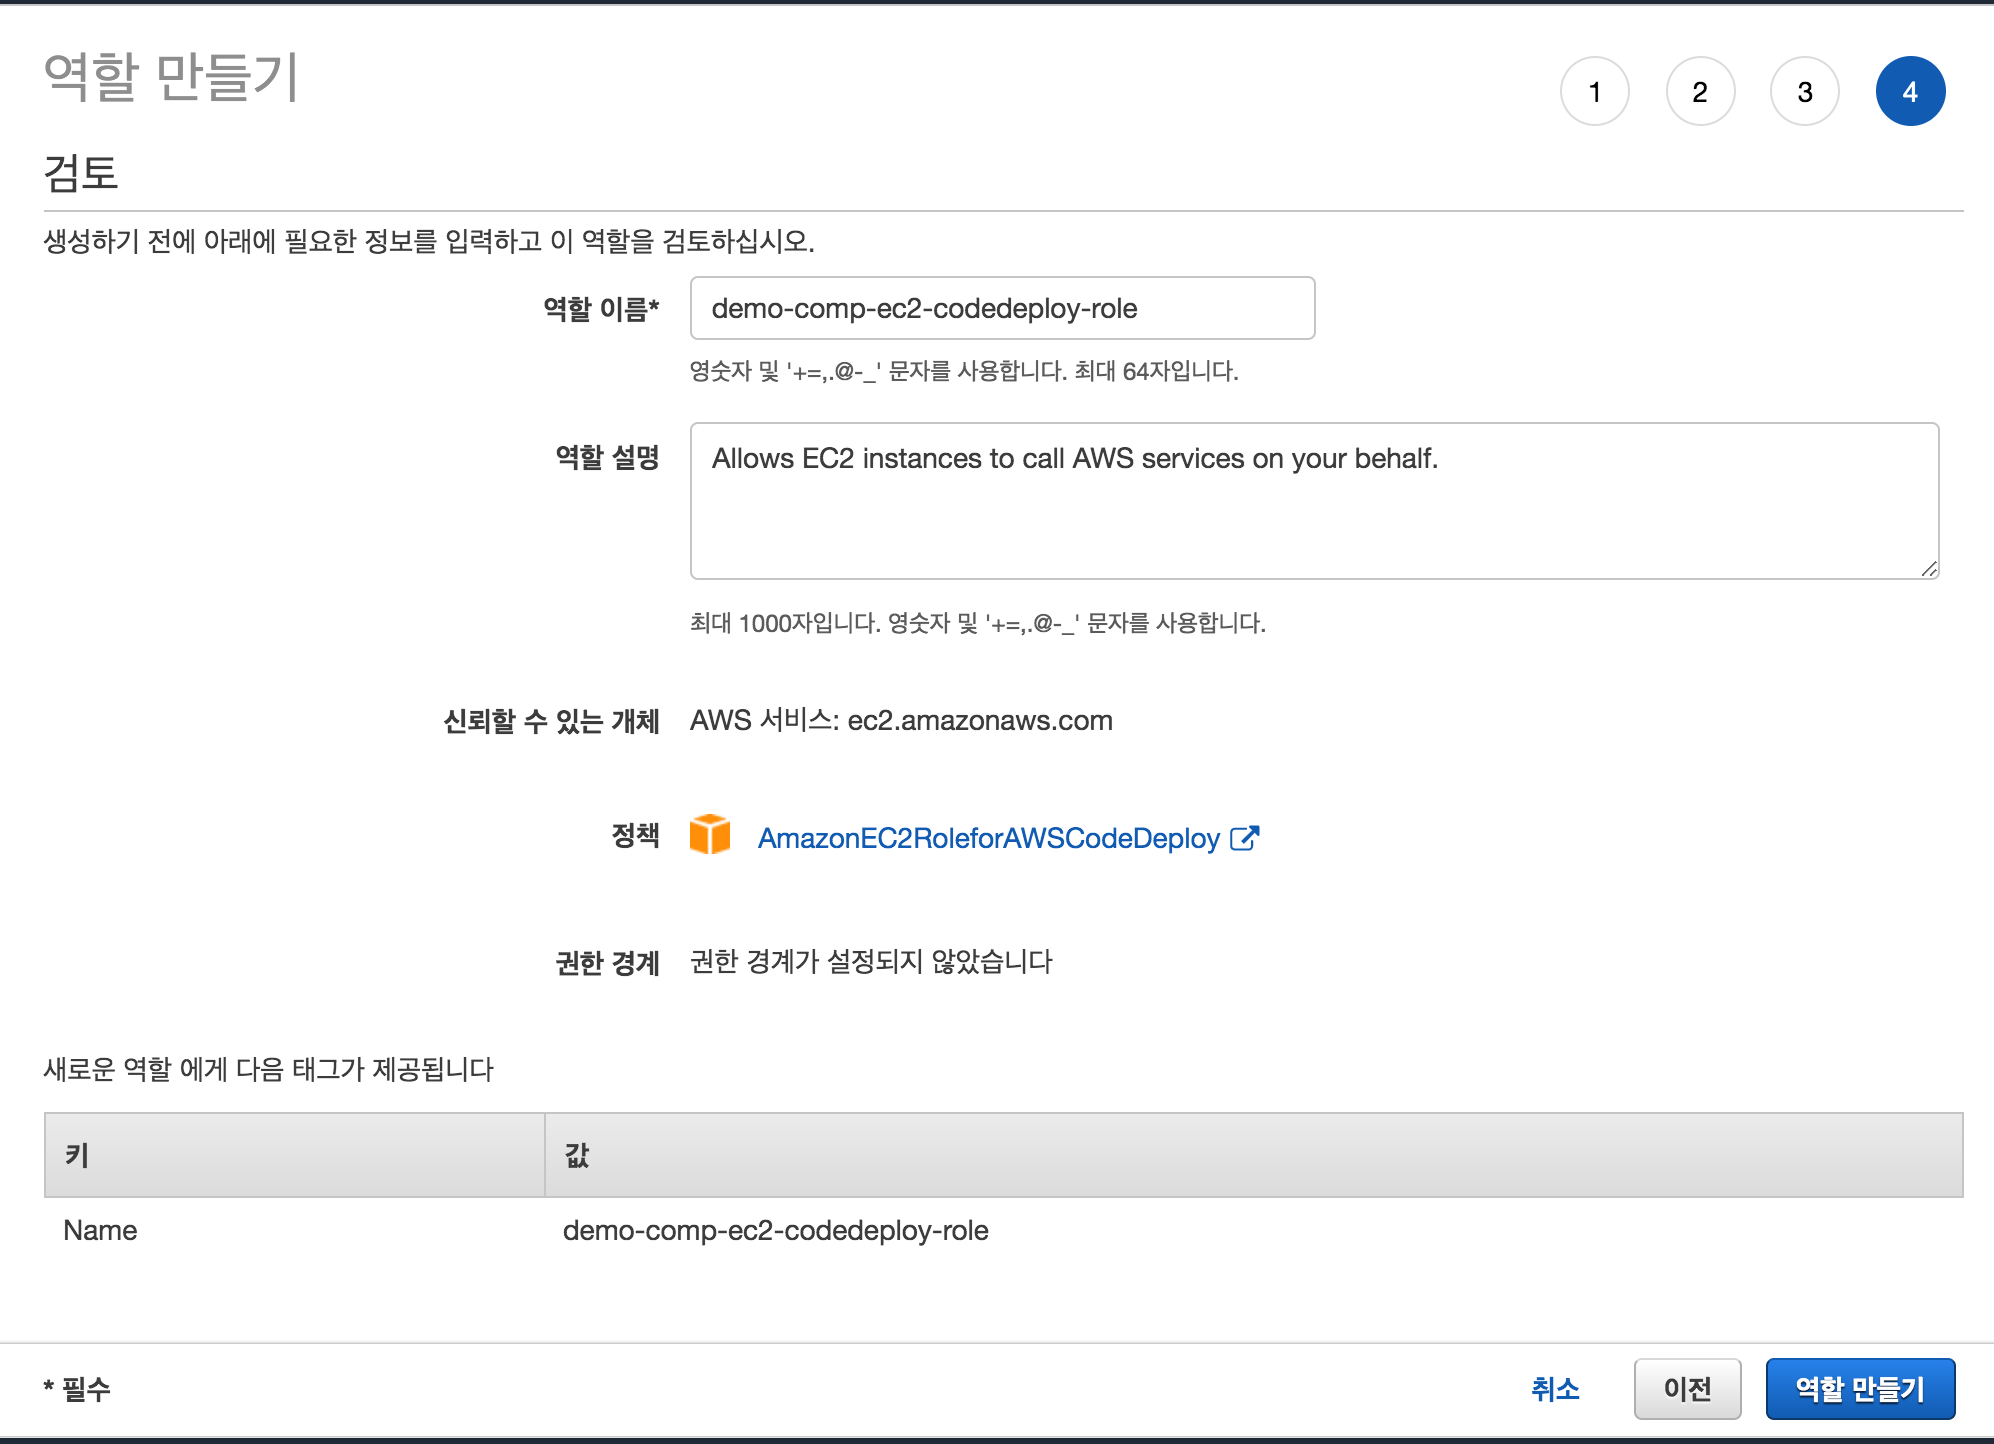 역할 만들기
1 2 3 4
검토
생성하기 전에 아래에 필요한 정보를 입력하고 이 역할을 검토하십시오.
역할 이름* demo-comp-ec2-codedeploy-role
영숫자 및 '+=,.@-_' 문자를 사용합니다. 최대 64자입니다.
역할 설명 Allows EC2 instances to call AWS services on your behalf.
최대 1000자입니다. 영숫자 및 '+=,.@-_' 문자를 사용합니다.
신뢰할 수 있는 개체 AWS 서비스: ec2.amazonaws.com
정책 AmazonEC2RoleforAWSCodeDeploy
권한 경계 권한 경계가 설정되지 않았습니다
새로운 역할 에게 다음 태그가 제공됩니다
키 값
Name demo-comp-ec2-codedeploy-role
* 필수 취소 이전 역할 만들기